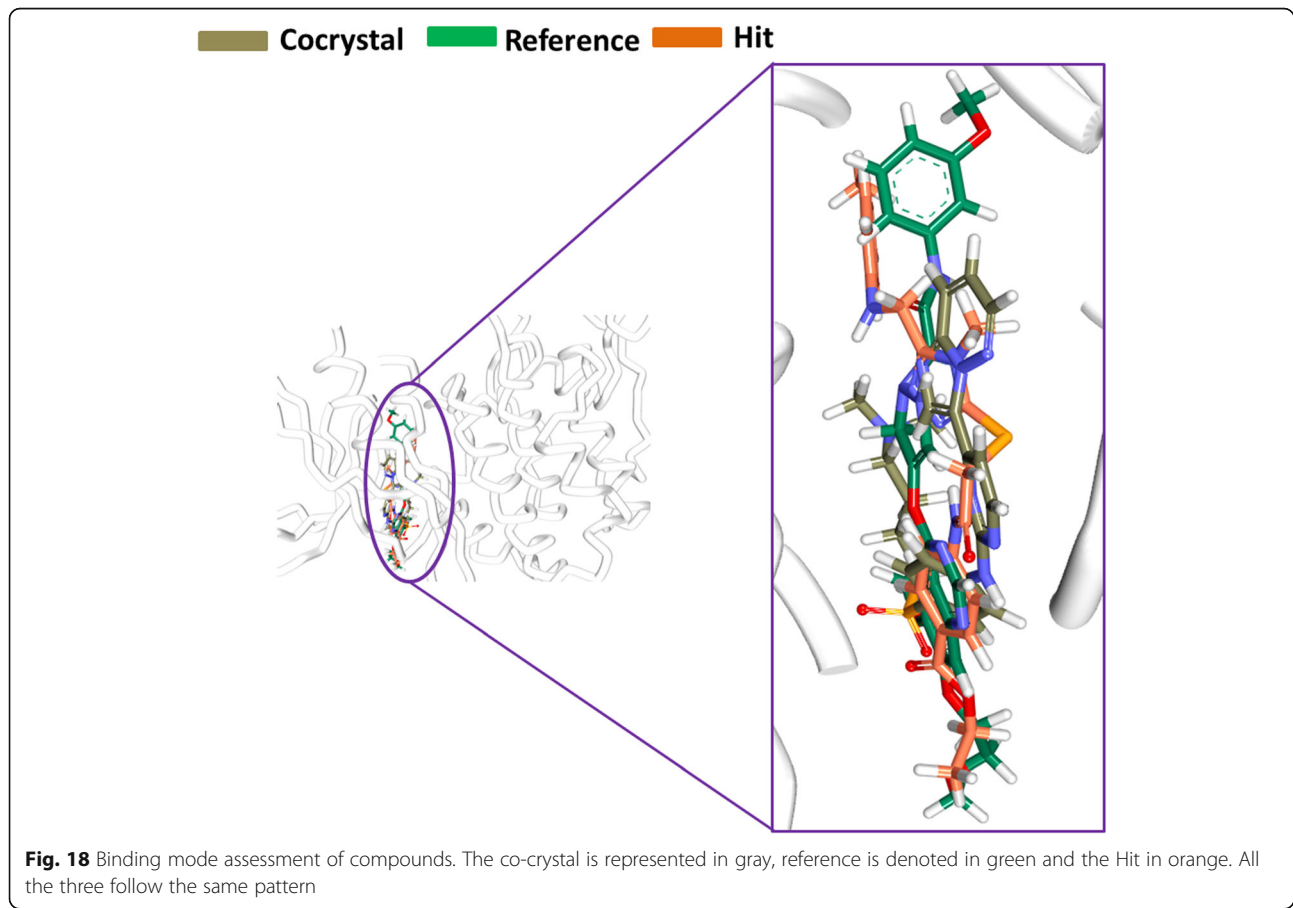 Cocrystal Reference Hit
Fig. 18 Binding mode assessment of compounds. The co-crystal is represented in gray, reference is denoted in green and the Hit in orange. All
the three follow the same pattern